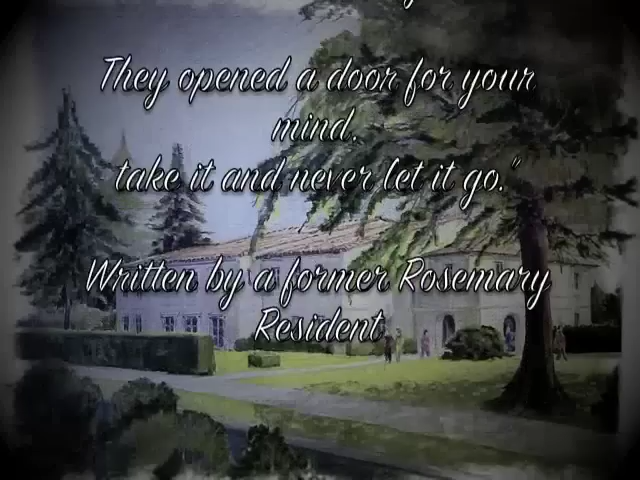 They opened a door for your
mind,
take it and never let it go."
Written by a former Rosemary
Resident